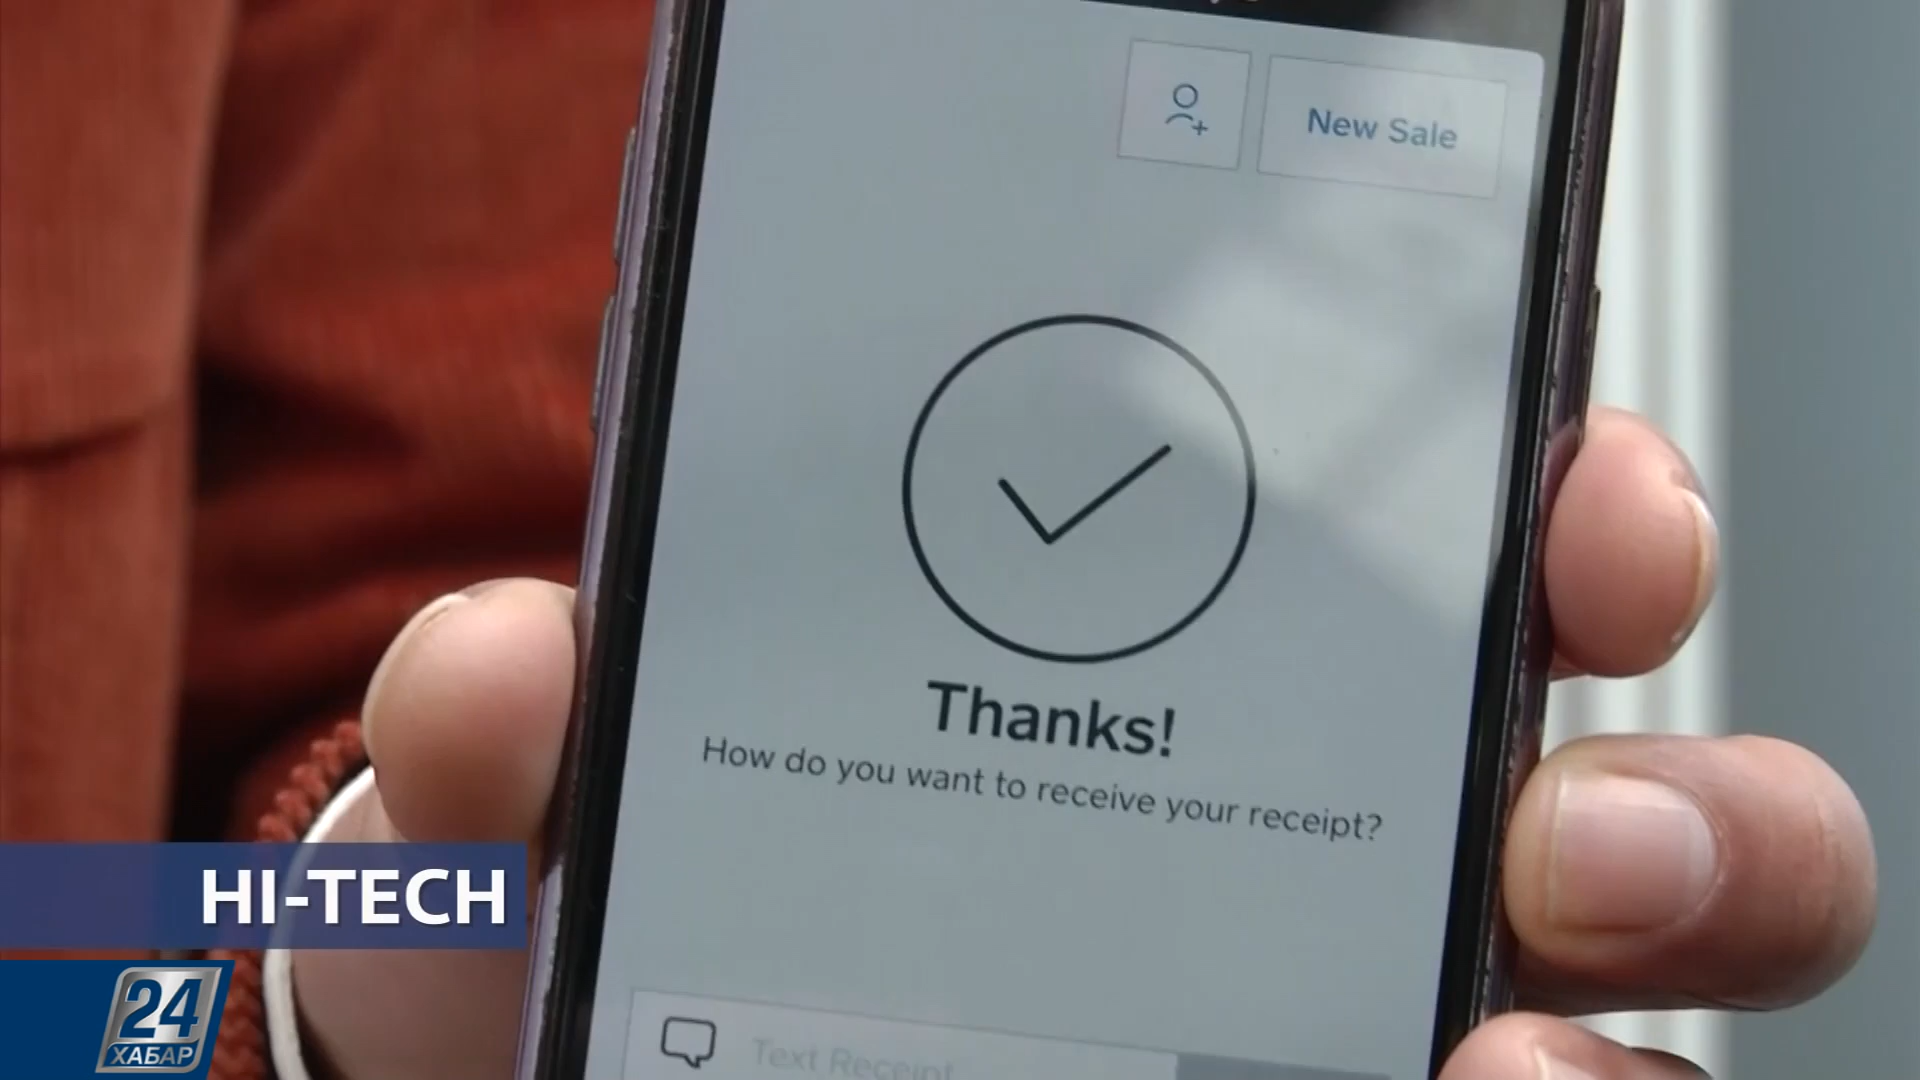 New Sale
Thanks!
How do you want to receive your receipt?
Text Receipt
HI-TECH
24
ХАБАР